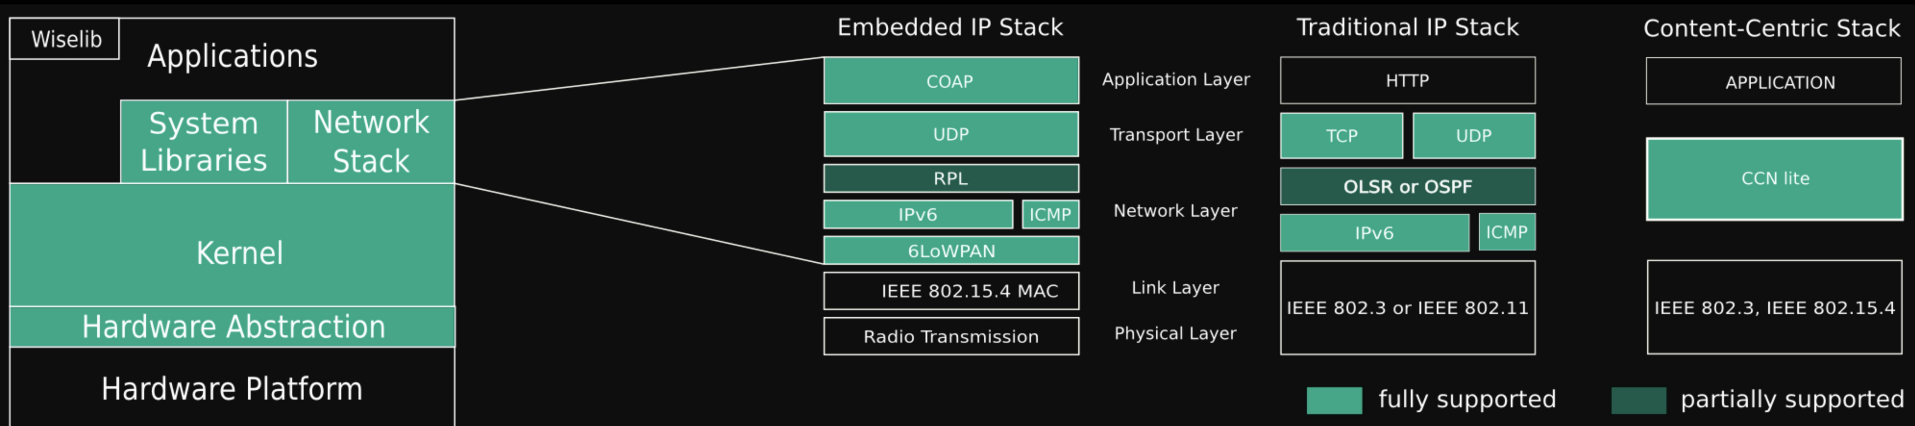 Wiselib
Applications
System
Libraries
Network
Stack
Kernel
Hardware Abstraction
Hardware Platform
Embedded IP Stack
COAP
UDP
RPL
IPv6
ICMP
6LoWPAN
IEEE 802.15.4 MAC
Radio Transmission
Application Layer
Transport Layer
Network Layer
Link Layer
Physical Layer
Traditional IP Stack
HTTP
TCP
UDP
OLSR or OSPF
IPv6
ICMP
IEEE 802.3 or IEEE 802.11
Content-Centric Stack
APPLICATION
CCN lite
IEEE 802.3, IEEE 802.15.4
fully supported
partially supported